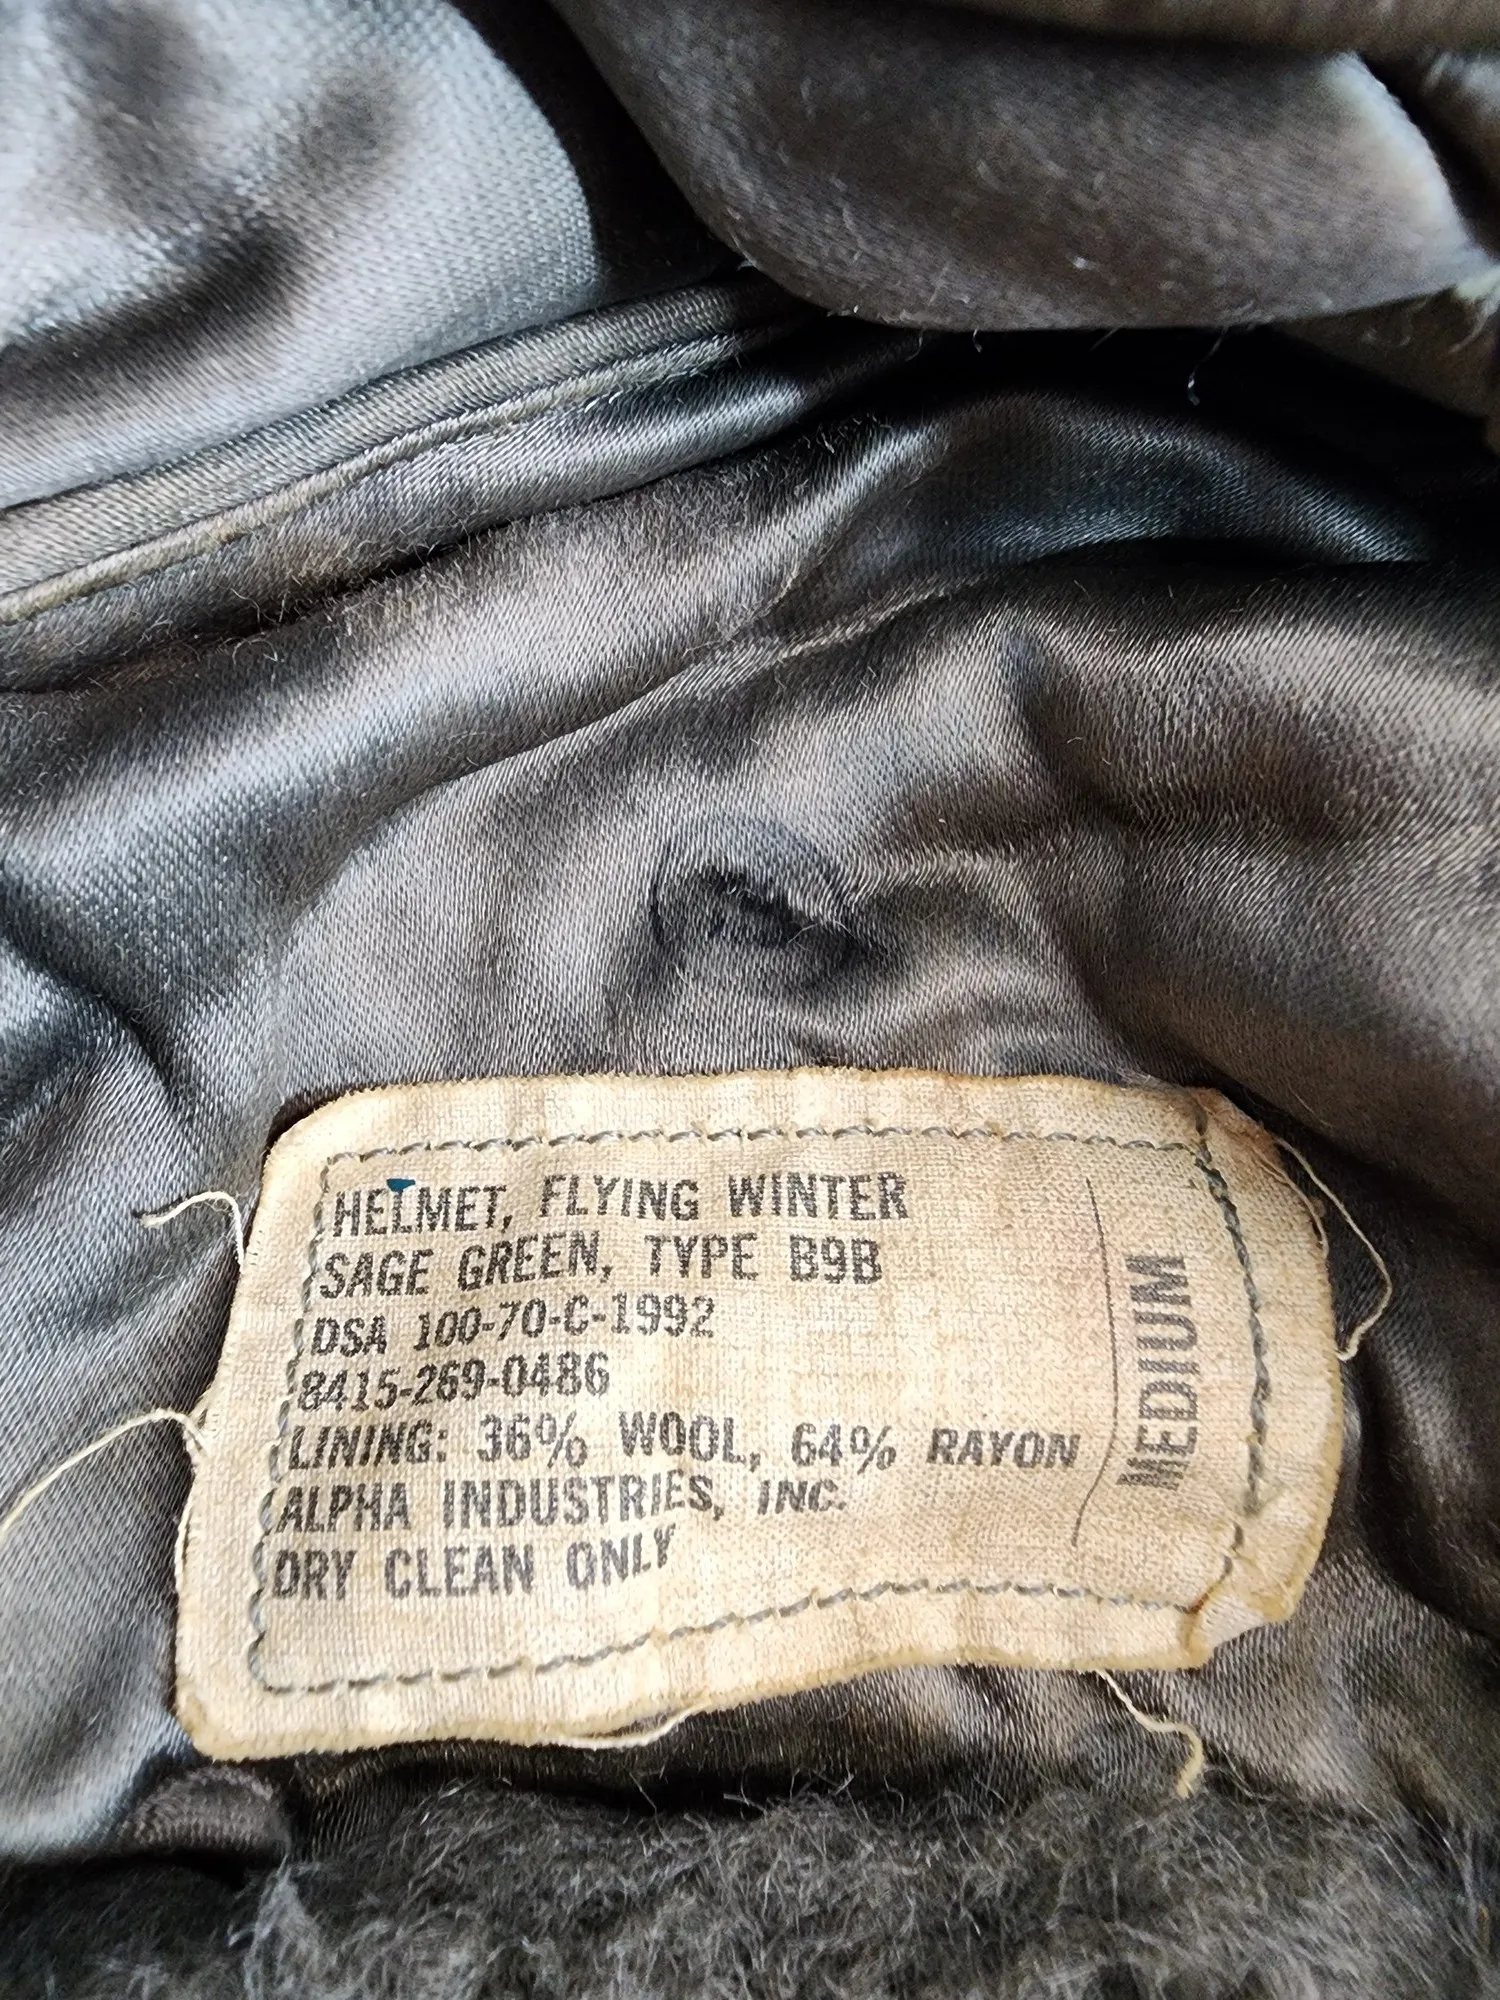 HELMET, FLYING WINTER
SAGE GREEN, TYPE B9B
DSA 100-70-C-1992
8415-269-0486
LINING: 36% WOOL, 64% RAYON
ALPHA INDUSTRIES, INC.
DRY CLEAN ONLY
MEDIUM